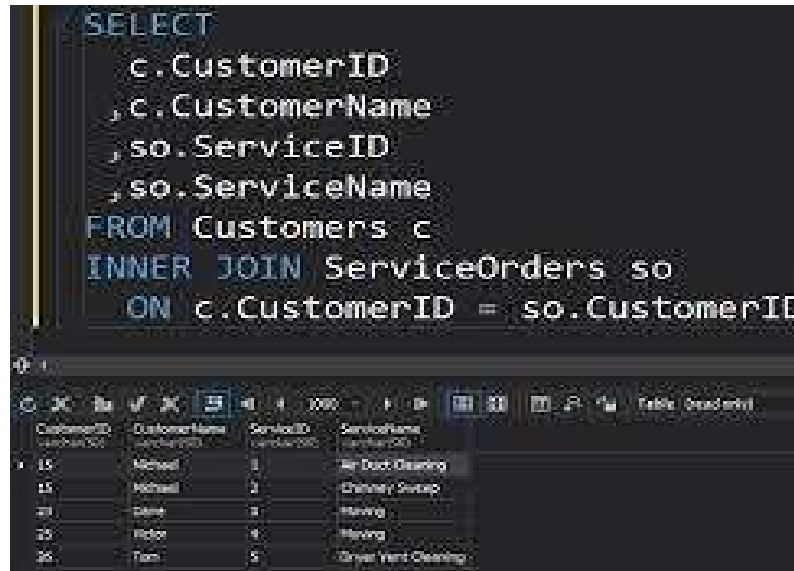 SELECT
c.CustomerID
,c.CustomerName
,so.ServiceID
,so.ServiceName
FROM Customers c
INNER JOIN ServiceOrders so
ON c.CustomerID = so.CustomerID
1000
CustomerID CustomerName ServiceID ServiceName
15 Michael 1 Air Duct Cleaning
15 Michael 2 Chimney Sweep
Moving
Victor 4 Moving
Tom 5 Dryer Vent Cleaning